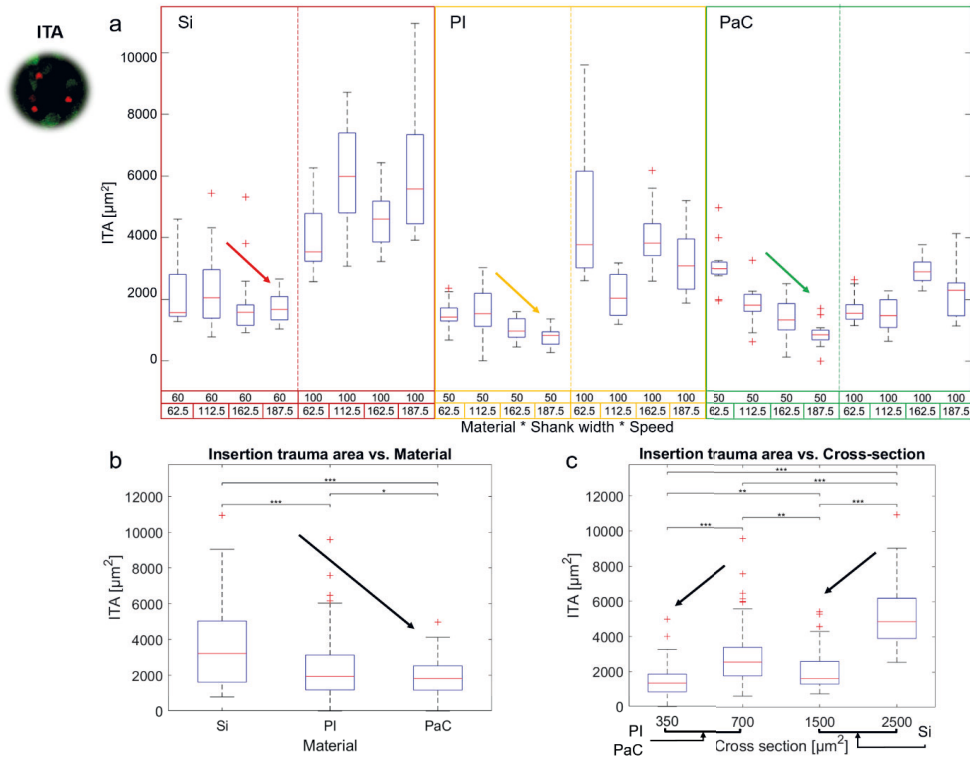 ITA
a
Si
PI
PaC
10000
8000
6000
4000
2000
0
ITA [µm²]
60 60 60 60 100 100 100 100 50 50 50 50 100 100 100 100 50 50 50 50 100 100 100 100
62.5 112.5 162.5 187.5 62.5 112.5 162.5 187.5 62.5 112.5 162.5 187.5 62.5 112.5 162.5 187.5 62.5 112.5 162.5 187.5 62.5 112.5 162.5 187.5
Material * Shank width * Speed
b
Insertion trauma area vs. Material
***
***
*
12000
10000
8000
6000
4000
2000
0
ITA [µm²]
Si PI PaC
Material
c
Insertion trauma area vs. Cross-section
***
***
**
***
**
***
12000
10000
8000
6000
4000
2000
0
ITA [µm²]
350 700 1500 2500
PI
PaC
Cross section [µm²]
Si